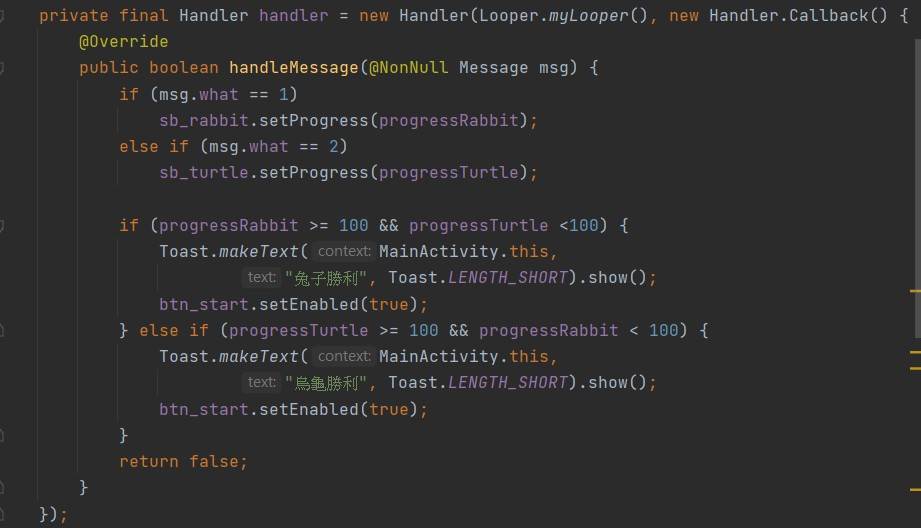 private final Handler handler = new Handler(Looper.myLooper(), new Handler.Callback() {
@Override
public boolean handleMessage(@NonNull Message msg) {
if (msg.what == 1)
sb_rabbit.setProgress(progressRabbit);
else if (msg.what == 2)
sb_turtle.setProgress(progressTurtle);
if (progressRabbit >= 100 && progressTurtle <100) {
Toast.makeText( context: MainActivity.this,
text: "兔子勝利", Toast.LENGTH_SHORT).show();
btn_start.setEnabled(true);
} else if (progressTurtle >= 100 && progressRabbit < 100) {
Toast.makeText( context: MainActivity.this,
text: "烏龜勝利", Toast.LENGTH_SHORT).show();
btn_start.setEnabled(true);
}
return false;
}
});